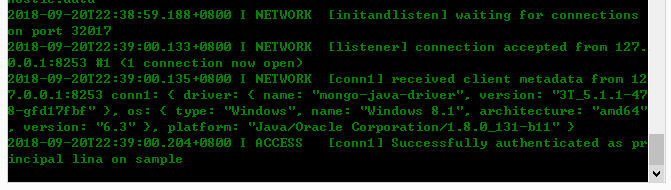 2018-09-20T22:38:59.188+0800 I NETWORK  [initandlisten] waiting for connections
on port 32017
2018-09-20T22:39:00.133+0800 I NETWORK  [listener] connection accepted from 127.
0.0.1:8253 #1 (1 connection now open)
2018-09-20T22:39:00.135+0800 I NETWORK  [conn1] received client metadata from 12
7.0.0.1:8253 conn1: { driver: { name: "mongo-java-driver", version: "3T_5.1.1-47
8-gfd17fbf" }, os: { type: "Windows", name: "Windows 8.1", architecture: "amd64"
, version: "6.3" }, platform: "Java/Oracle Corporation/1.8.0_131-b11" }
2018-09-20T22:39:00.204+0800 I ACCESS   [conn1] Successfully authenticated as pr
incipal lina on sample